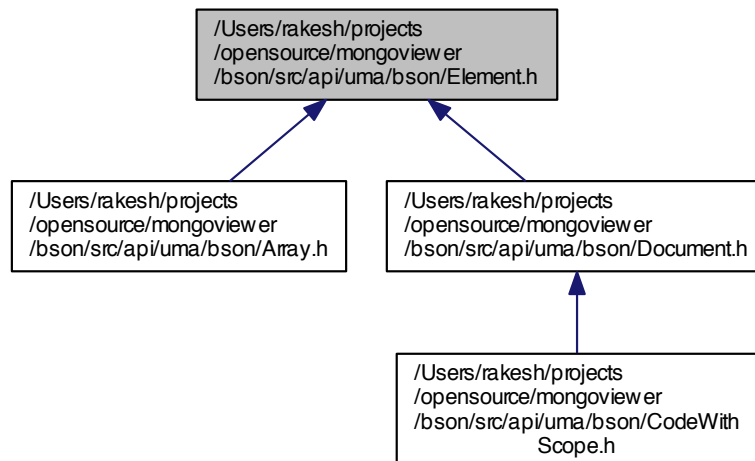 /Users/rakesh/projects
/opensource/mongoviewer
/bson/src/api/uma/bson/Element.h
/Users/rakesh/projects
/opensource/mongoviewer
/bson/src/api/uma/bson/Array.h
/Users/rakesh/projects
/opensource/mongoviewer
/bson/src/api/uma/bson/Document.h
/Users/rakesh/projects
/opensource/mongoviewer
/bson/src/api/uma/bson/CodeWith
Scope.h